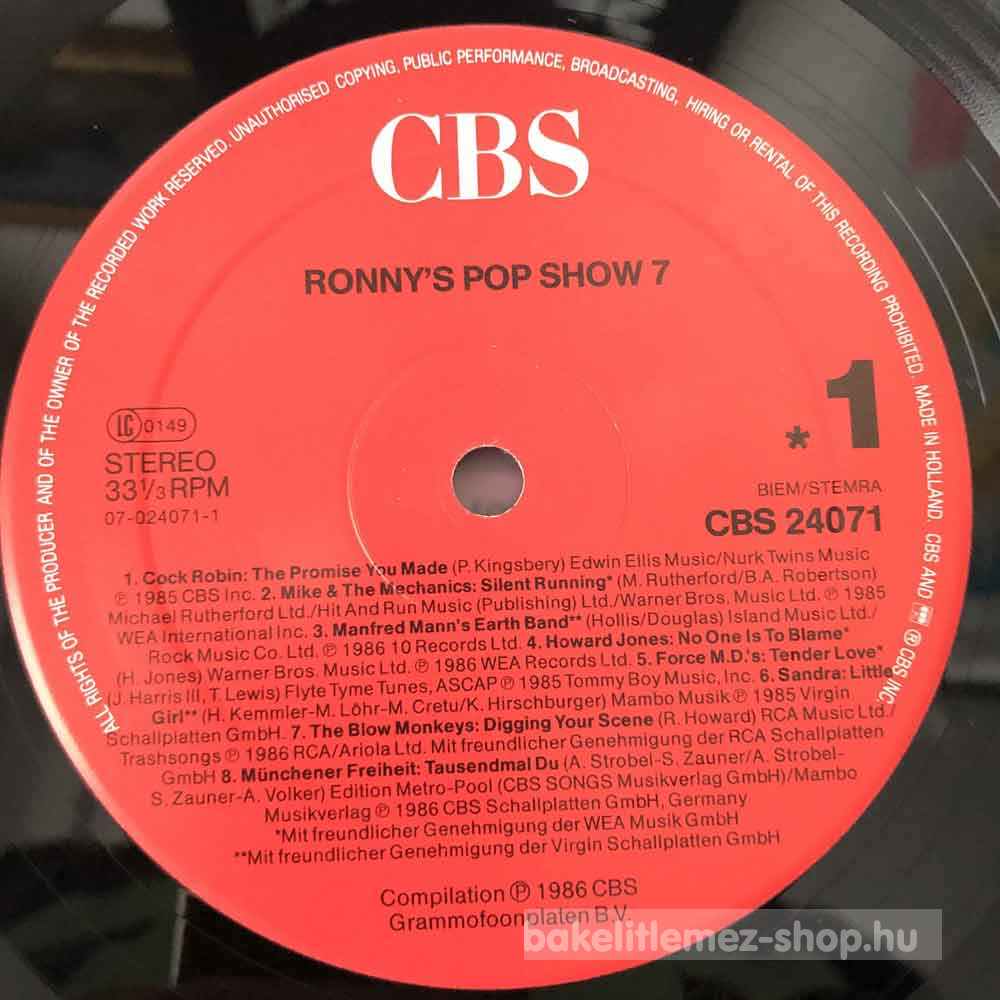 ALL RIGHTS OF THE PRODUCER AND OF THE OWNER OF THE RECORDED WORK RESERVED. UNAUTHORISED COPYING, PUBLIC PERFORMANCE, BROADCASTING, HIRING OR RENTAL OF THIS RECORDING PROHIBITED. MADE IN HOLLAND. CBS AND ® CBS INC.
CBS
RONNY'S POP SHOW 7
*1
LC 0149
STEREO
33 1/3 RPM
07-024071-1
BIEM/STEMRA
CBS 24071
1. Cock Robin: The Promise You Made (P. Kingsbery) Edwin Ellis Music/Nurk Twins Music
℗ 1985 CBS Inc. 2. Mike & The Mechanics: Silent Running* (M. Rutherford/B.A. Robertson)
Michael Rutherford Ltd./Hit And Run Music (Publishing) Ltd./Warner Bros. Music Ltd. ℗ 1985
WEA International Inc. 3. Manfred Mann's Earth Band** (Hollis/Douglas) Island Music Ltd./
Rock Music Co. Ltd. ℗ 1986 10 Records Ltd. 4. Howard Jones: No One Is To Blame*
(H. Jones) Warner Bros. Music Ltd. ℗ 1986 WEA Records Ltd. 5. Force M.D.'s: Tender Love*
(J. Harris III, T. Lewis) Flyte Tyme Tunes, ASCAP ℗ 1985 Tommy Boy Music, Inc. 6. Sandra: Little
Girl** (H. Kemmler-M. Löhr-M. Cretu/K. Hirschburger) Mambo Musik ℗ 1985 Virgin
Schallplatten GmbH. 7. The Blow Monkeys: Digging Your Scene (R. Howard) RCA Music Ltd./
Trashsongs ℗ 1986 RCA/Ariola Ltd. Mit freundlicher Genehmigung der RCA Schallplatten
GmbH 8. Münchener Freiheit: Tausendmal Du (A. Strobel-S. Zauner/A. Strobel-
S. Zauner-A. Volker) Edition Metro-Pool (CBS SONGS Musikverlag GmbH)/Mambo
Musikverlag ℗ 1986 CBS Schallplatten GmbH, Germany
*Mit freundlicher Genehmigung der WEA Musik GmbH
**Mit freundlicher Genehmigung der Virgin Schallplatten GmbH
Compilation ℗ 1986 CBS
Grammofoonplaten B.V.
bakelitlemez-shop.hu